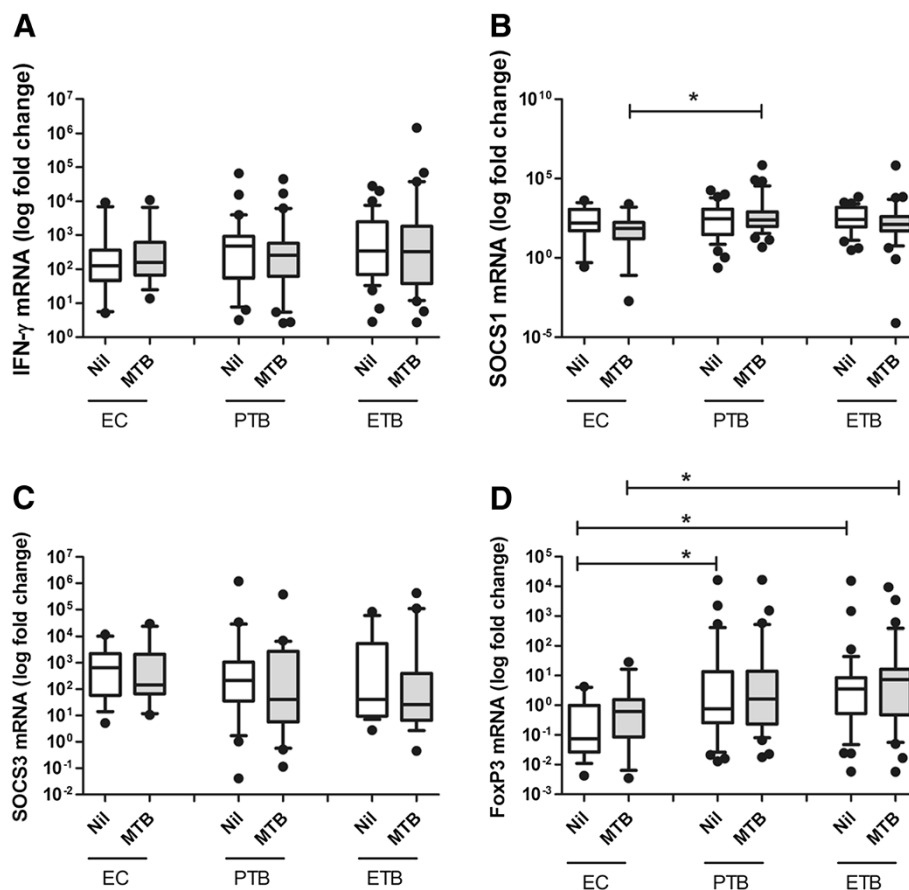 A
IFN-γ mRNA (log fold change)
10⁷
10⁶
10⁵
10⁴
10³
10²
10¹
10⁰
Nil MTB Nil MTB Nil MTB
EC PTB ETB
B
SOCS1 mRNA (log fold change)
10¹⁰
10⁵
10⁰
10⁻⁵
*
Nil MTB Nil MTB Nil MTB
EC PTB ETB
C
SOCS3 mRNA (log fold change)
10⁷
10⁶
10⁵
10⁴
10³
10²
10¹
10⁰
10⁻¹
10⁻²
Nil MTB Nil MTB Nil MTB
EC PTB ETB
D
*
*
*
FoxP3 mRNA (log fold change)
10⁵
10⁴
10³
10²
10¹
10⁰
10⁻¹
10⁻²
10⁻³
Nil MTB Nil MTB Nil MTB
EC PTB ETB